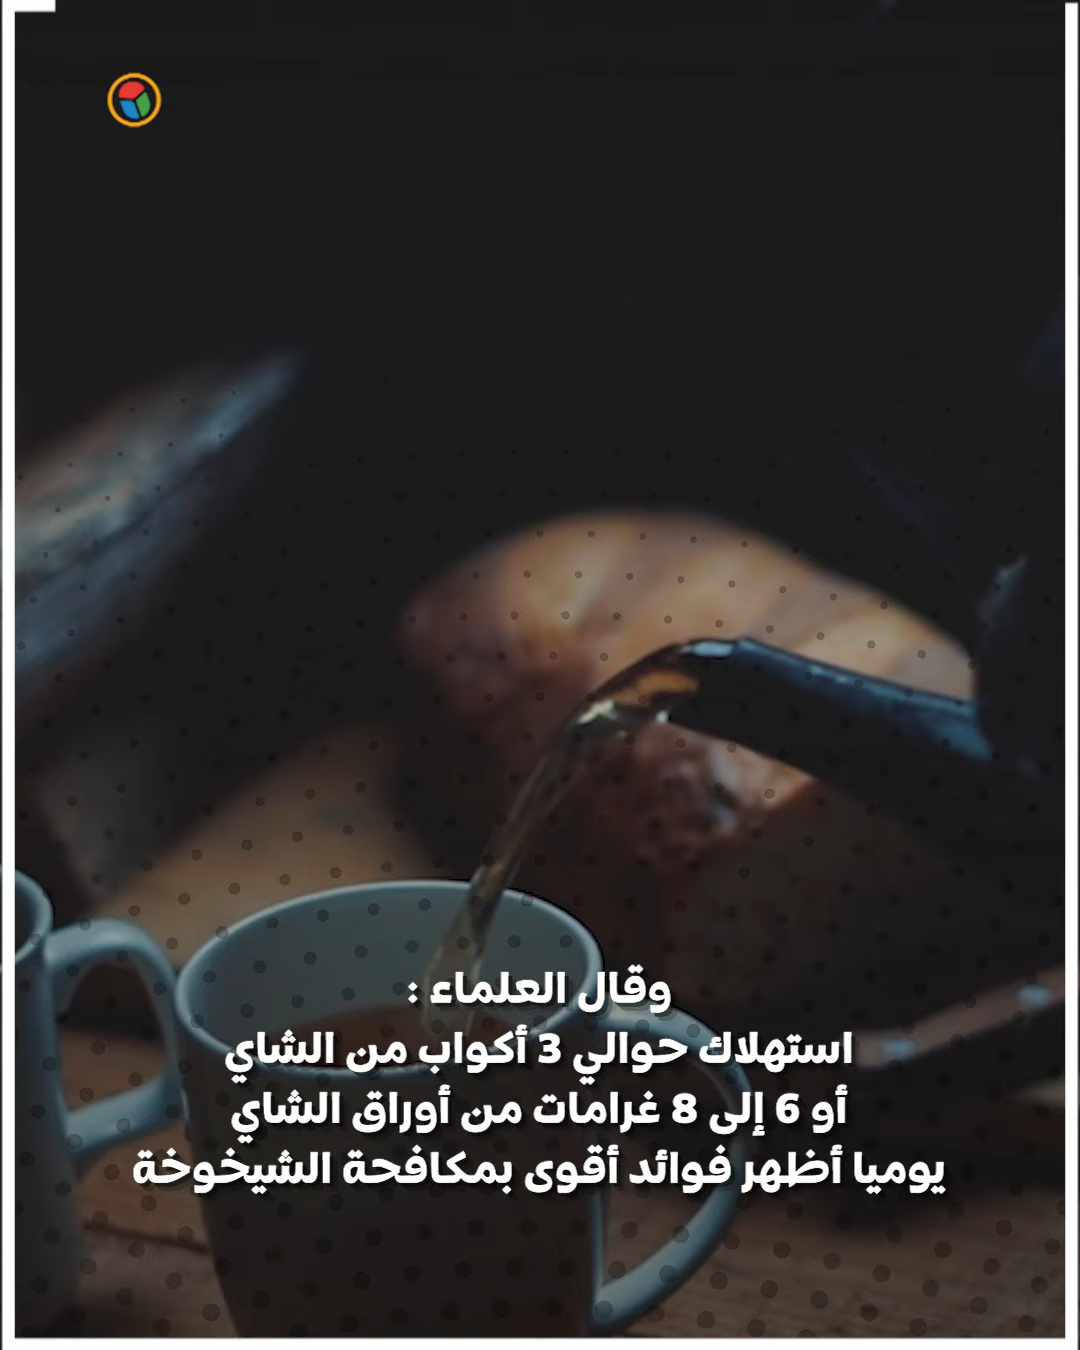 وقال العلماء :
استهلاك حوالي 3 أكواب من الشاي
أو 6 إلى 8 غرامات من أوراق الشاي
يوميا أظهر فوائد أقوى بمكافحة الشيخوخة